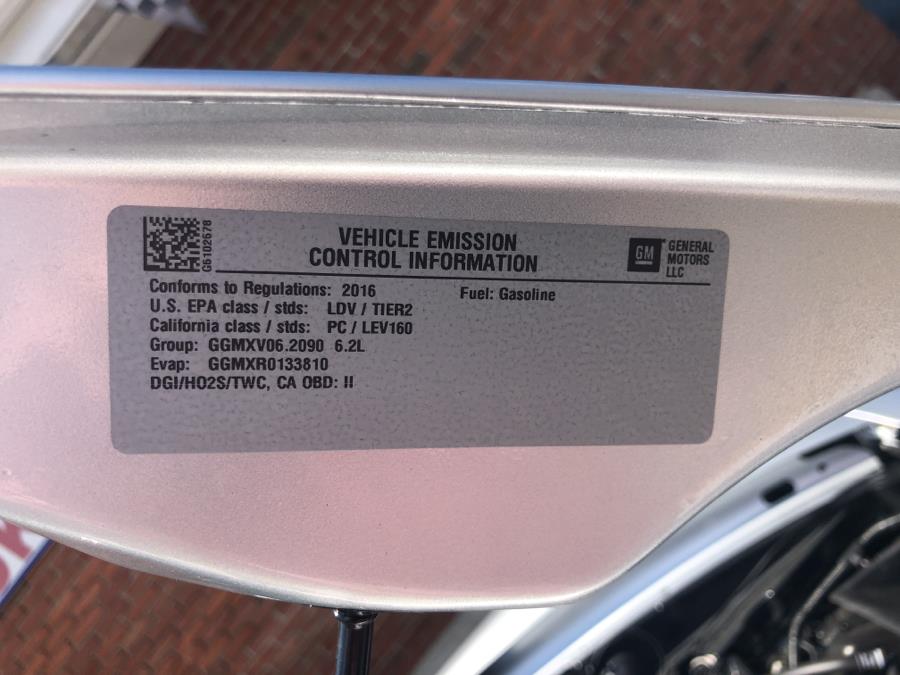 G5102578
VEHICLE EMISSION
CONTROL INFORMATION
GM
GENERAL
MOTORS
LLC
Conforms to Regulations: 2016 Fuel: Gasoline
U.S. EPA class / stds: LDV / TIER2
California class / stds: PC / LEV160
Group: GGMXV06.2090 6.2L
Evap: GGMXR0133810
DGI/HO2S/TWC, CA OBD: II